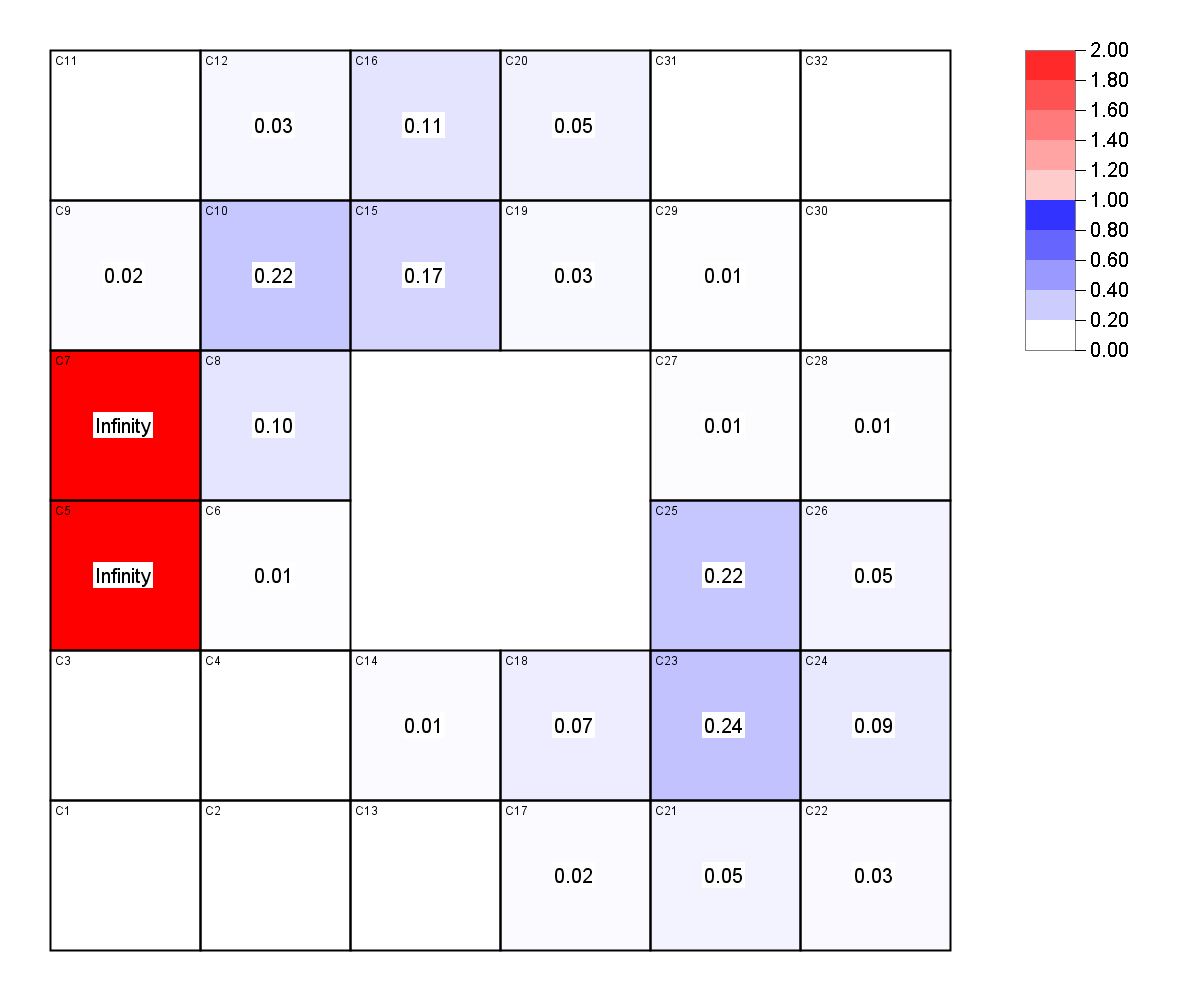 C11 C12 C16 C20 C31 C32
0.03 0.11 0.05
C9 C10 C15 C19 C29 C30
0.02 0.22 0.17 0.03 0.01
C7 C8 C27 C28
Infinity 0.10 0.01 0.01
C5 C6 C25 C26
Infinity 0.01 0.22 0.05
C3 C4 C14 C18 C23 C24
0.01 0.07 0.24 0.09
C1 C2 C13 C17 C21 C22
0.02 0.05 0.03
2.00
1.80
1.60
1.40
1.20
1.00
0.80
0.60
0.40
0.20
0.00